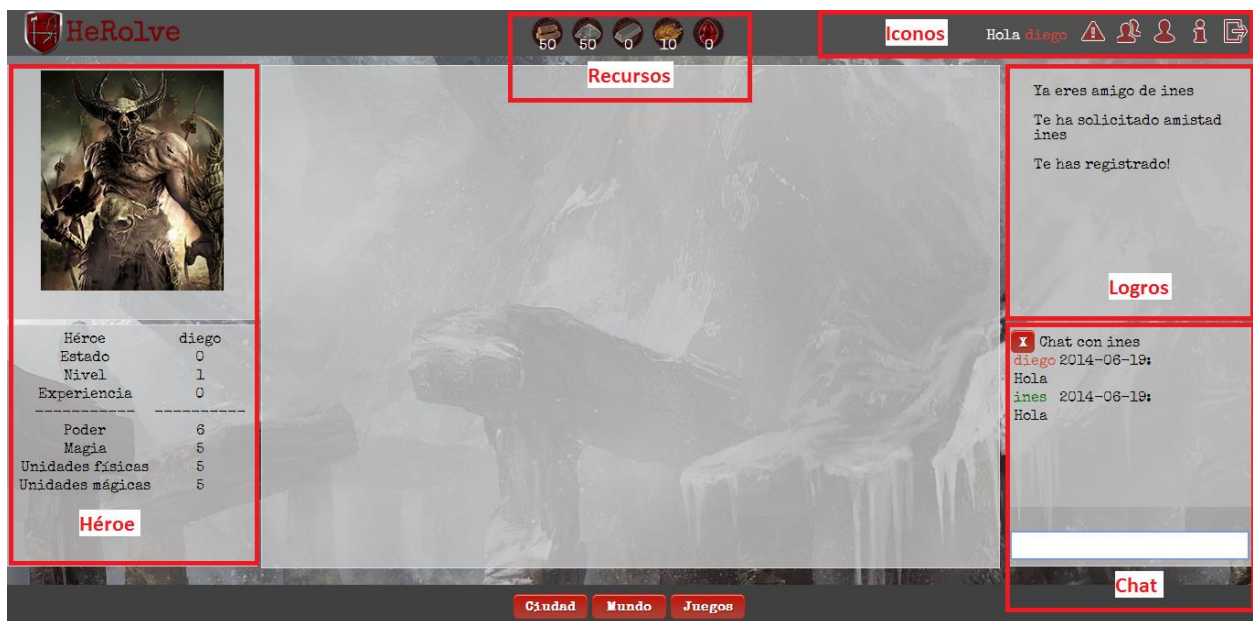 HeRolve
50 50 0 10 0
Recursos
Iconos
Hola diego
Héroe diego
Estado 0
Nivel 1
Experiencia 0
----------- ----------
Poder 6
Magia 5
Unidades físicas 5
Unidades mágicas 5
Héroe
Ya eres amigo de ines
Te ha solicitado amistad
ines
Te has registrado!
Logros
X Chat con ines
diego 2014-06-19:
Hola
ines 2014-06-19:
Hola
Chat
Ciudad Mundo Juegos